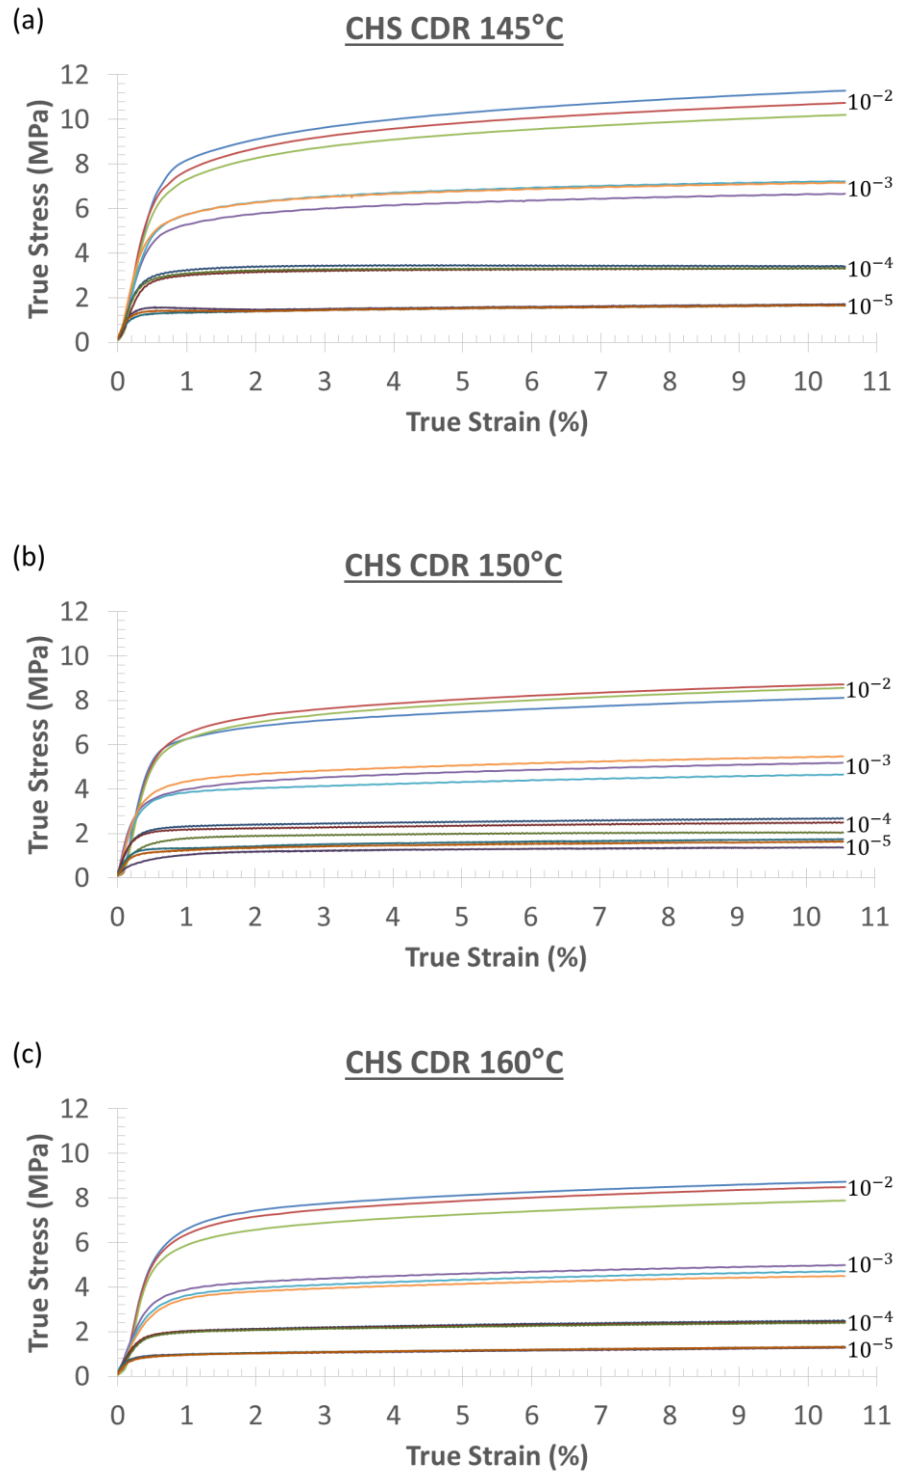 (a)
CHS CDR 145°C
True Stress (MPa)
12
10
8
6
4
2
0
10⁻²
10⁻³
10⁻⁴
10⁻⁵
0 1 2 3 4 5 6 7 8 9 10 11
True Strain (%)
(b)
CHS CDR 150°C
True Stress (MPa)
12
10
8
6
4
2
0
10⁻²
10⁻³
10⁻⁴
10⁻⁵
0 1 2 3 4 5 6 7 8 9 10 11
True Strain (%)
(c)
CHS CDR 160°C
True Stress (MPa)
12
10
8
6
4
2
0
10⁻²
10⁻³
10⁻⁴
10⁻⁵
0 1 2 3 4 5 6 7 8 9 10 11
True Strain (%)